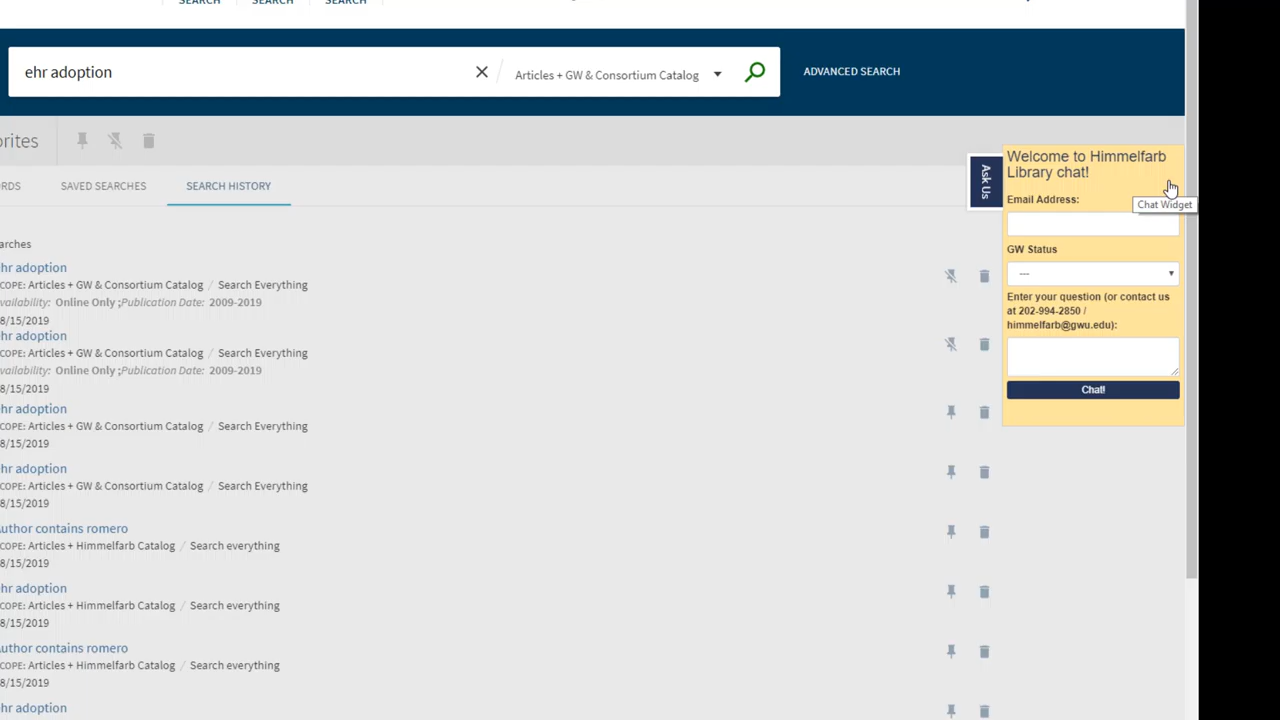 SEARCH SEARCH SEARCH
ehr adoption
Articles + GW & Consortium Catalog
ADVANCED SEARCH
orites
RDS
SAVED SEARCHES
SEARCH HISTORY
Ask Us
Welcome to Himmelfarb
Library chat!
Email Address:
Chat Widget
GW Status
---
Enter your question (or contact us
at 202-994-2850 /
himmelfarb@gwu.edu):
Chat!
arches
hr adoption
COPE: Articles + GW & Consortium Catalog / Search Everything
vailability: Online Only ;Publication Date: 2009-2019
8/15/2019
hr adoption
COPE: Articles + GW & Consortium Catalog / Search Everything
vailability: Online Only ;Publication Date: 2009-2019
8/15/2019
hr adoption
COPE: Articles + GW & Consortium Catalog / Search Everything
8/15/2019
hr adoption
COPE: Articles + GW & Consortium Catalog / Search Everything
8/15/2019
uthor contains romero
COPE: Articles + Himmelfarb Catalog / Search everything
8/15/2019
hr adoption
COPE: Articles + Himmelfarb Catalog / Search everything
8/15/2019
uthor contains romero
COPE: Articles + Himmelfarb Catalog / Search everything
8/15/2019
hr adoption